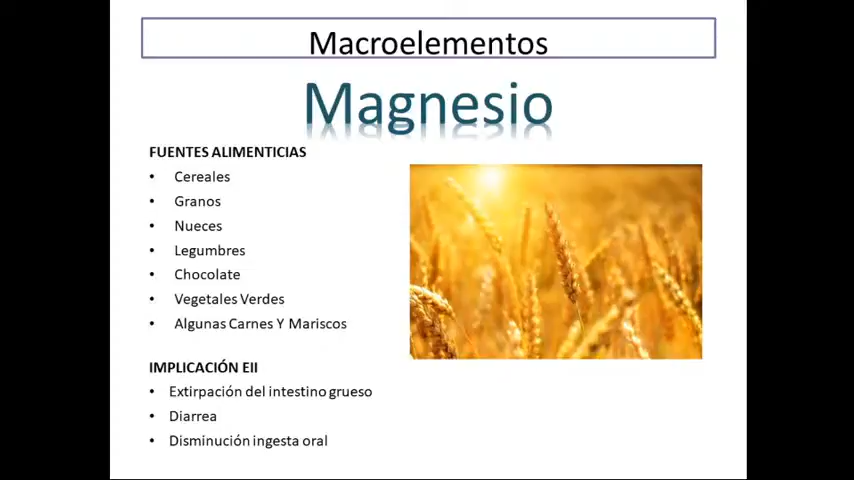 Macroelementos
Magnesio
FUENTES ALIMENTICIAS
• Cereales
• Granos
• Nueces
• Legumbres
• Chocolate
• Vegetales Verdes
• Algunas Carnes Y Mariscos
IMPLICACIÓN EII
• Extirpación del intestino grueso
• Diarrea
• Disminución ingesta oral